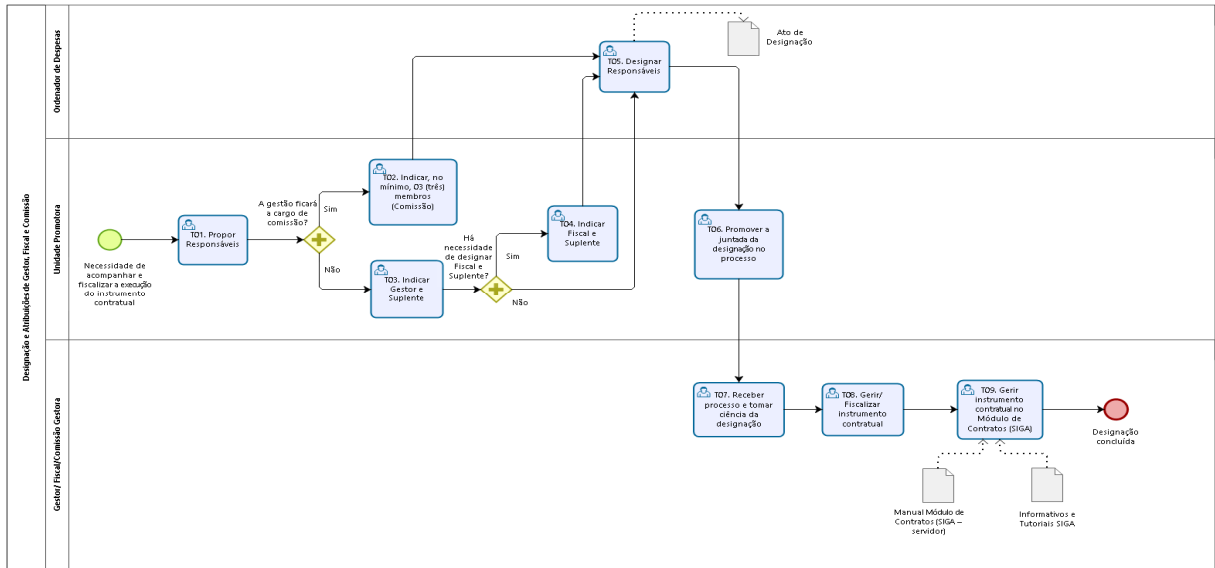 Designação e Atribuições de Gestor, Fiscal e Comissão
Ordenador de Despesas
T05. Designar
Responsáveis
Ato de
Designação
Unidade Promotora
Necessidade de
acompanhar e
fiscalizar a execução
do instrumento
contratual
T01. Propor
Responsáveis
A gestão ficará
a cargo de
comissão?
Sim
Não
T02. Indicar, no
mínimo, 03 (três)
membros
(Comissão)
T03. Indicar
Gestor e
Suplente
Há
necessidade
de designar
Fiscal e
Suplente?
Sim
Não
T04. Indicar
Fiscal e
Suplente
T06. Promover a
juntada da
designação no
processo
Gestor/ Fiscal/Comissão Gestora
T07. Receber
processo e tomar
ciência da
designação
T08. Gerir/
Fiscalizar
instrumento
contratual
T09. Gerir
instrumento
contratual no
Módulo de
Contratos (SIGA)
Designação
concluída
Manual Módulo de
Contratos (SIGA –
servidor)
Informativos e
Tutoriais SIGA